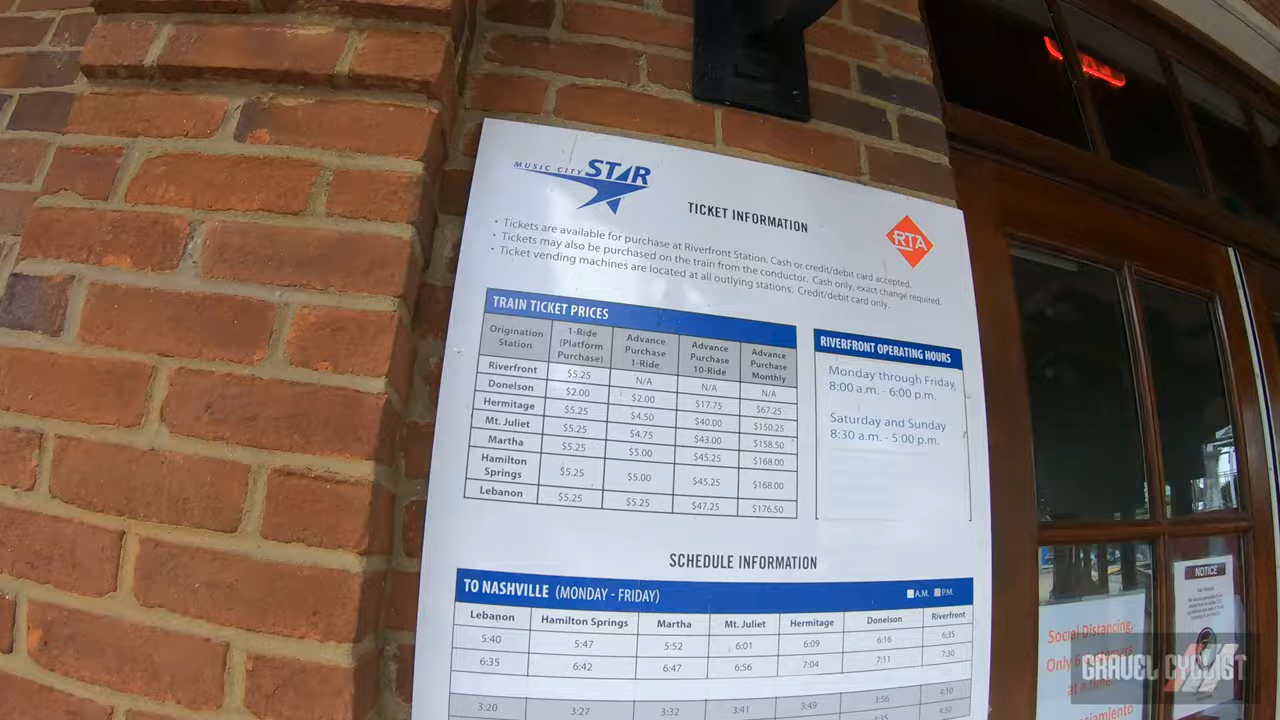 MUSIC CITY STAR
TICKET INFORMATION
RTA
• Tickets are available for purchase at Riverfront Station. Cash or credit/debit card accepted.
• Tickets may also be purchased on the train from the conductor. Cash only, exact change required.
• Ticket vending machines are located at all outlying stations. Credit/debit card only.
TRAIN TICKET PRICES
Origination Station | 1-Ride (Platform Purchase) | Advance Purchase 1-Ride | Advance Purchase 10-Ride | Advance Purchase Monthly
Riverfront $5.25 N/A N/A N/A
Donelson $2.00 $2.00 $17.75 $67.25
Hermitage $5.25 $4.50 $40.00 $150.25
Mt. Juliet $5.25 $4.75 $43.00 $158.50
Martha $5.25 $5.00 $45.25 $168.00
Hamilton Springs $5.25 $5.00 $45.25 $168.00
Lebanon $5.25 $5.25 $47.25 $176.50
RIVERFRONT OPERATING HOURS
Monday through Friday,
8:00 a.m. - 6:00 p.m.
Saturday and Sunday
8:30 a.m. - 5:00 p.m.
SCHEDULE INFORMATION
TO NASHVILLE (MONDAY - FRIDAY) A.M. P.M.
Lebanon Hamilton Springs Martha Mt. Juliet Hermitage Donelson Riverfront
5:40 5:47 5:52 6:01 6:09 6:16 6:35
6:35 6:42 6:47 6:56 7:04 7:11 7:30
3:20 3:27 3:32 3:41 3:49 3:56 4:10
4:15 4:50
NOTICE
Social Distancing,
Only 6 Customers
at a time
GRAVEL CYCLIST